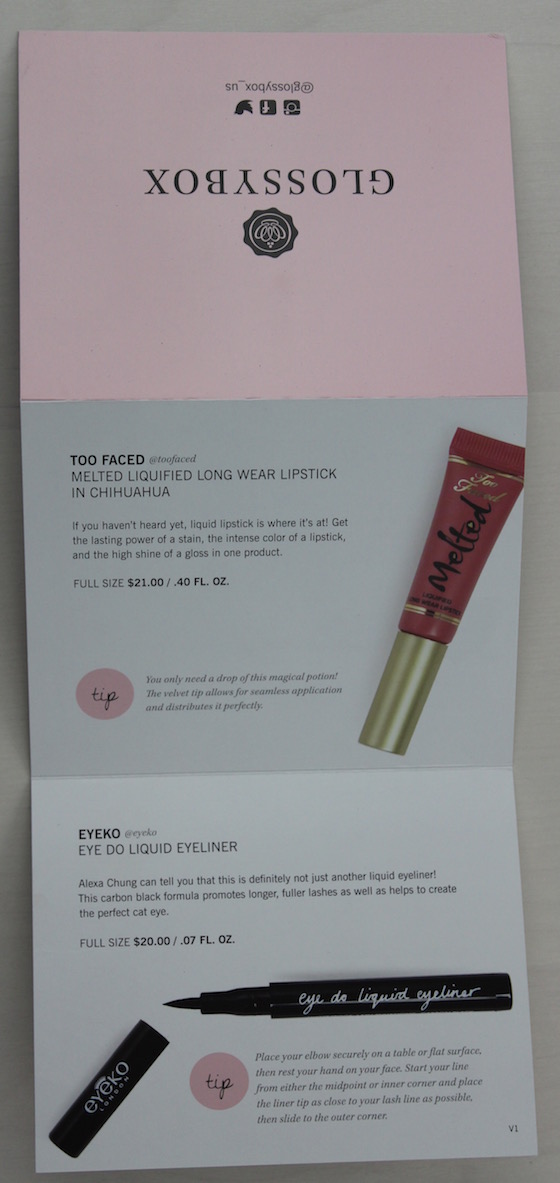 @glossybox_us
GLOSSYBOX
TOO FACED @toofaced
MELTED LIQUIFIED LONG WEAR LIPSTICK
IN CHIHUAHUA
If you haven't heard yet, liquid lipstick is where it's at! Get
the lasting power of a stain, the intense color of a lipstick,
and the high shine of a gloss in one product.
FULL SIZE $21.00 / .40 FL. OZ.
Too
Faced
Melted
LIQUIFIED
LONG WEAR LIPSTICK
tip
You only need a drop of this magical potion!
The velvet tip allows for seamless application
and distributes it perfectly.
EYEKO @eyeko
EYE DO LIQUID EYELINER
Alexa Chung can tell you that this is definitely not just another liquid eyeliner!
This carbon black formula promotes longer, fuller lashes as well as helps to create
the perfect cat eye.
FULL SIZE $20.00 / .07 FL. OZ.
eye do liquid eyeliner
eyeko
LONDON
tip
Place your elbow securely on a table or flat surface,
then rest your hand on your face. Start your line
from either the midpoint or inner corner and place
the liner tip as close to your lash line as possible,
then slide to the outer corner.
V1